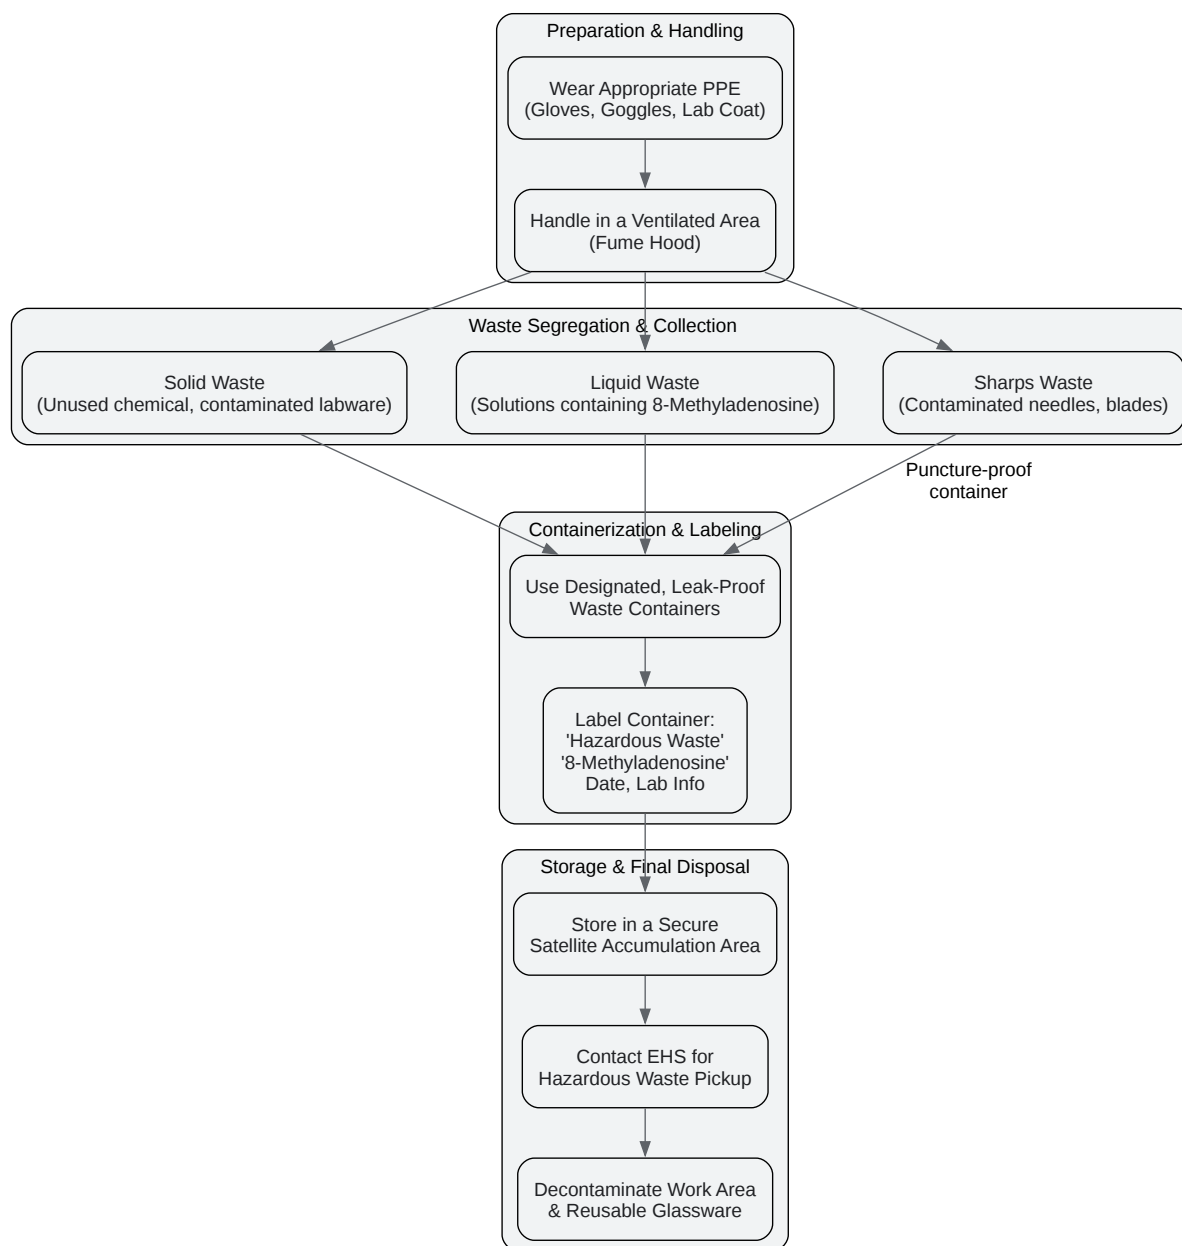 Preparation & Handling
Wear Appropriate PPE
(Gloves, Goggles, Lab Coat)
Handle in a Ventilated Area
(Fume Hood)
Waste Segregation & Collection
Solid Waste
(Unused chemical, contaminated labware)
Liquid Waste
(Solutions containing 8-Methyladenosine)
Sharps Waste
(Contaminated needles, blades)
Puncture-proof
container
Containerization & Labeling
Use Designated, Leak-Proof
Waste Containers
Label Container:
'Hazardous Waste'
'8-Methyladenosine'
Date, Lab Info
Storage & Final Disposal
Store in a Secure
Satellite Accumulation Area
Contact EHS for
Hazardous Waste Pickup
Decontaminate Work Area
& Reusable Glassware